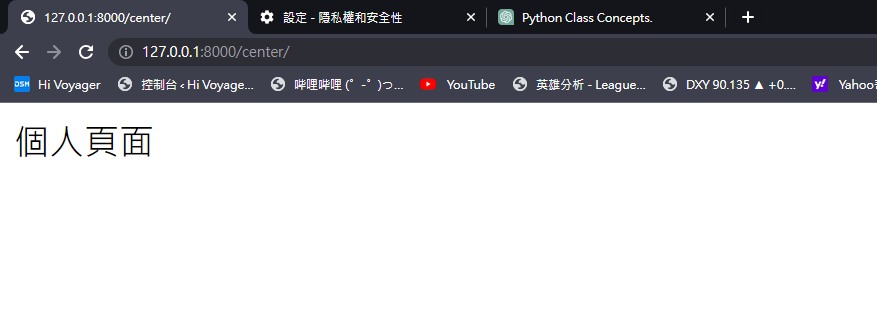 127.0.0.1:8000/center/ 設定 - 隱私權和安全性 Python Class Concepts.
127.0.0.1:8000/center/
DSM Hi Voyager 控制台 ‹ Hi Voyage... 哔哩哔哩 (゜-゜)つ... YouTube 英雄分析 - League... DXY 90.135 ▲ +0.... y! Yahoo
個人頁面